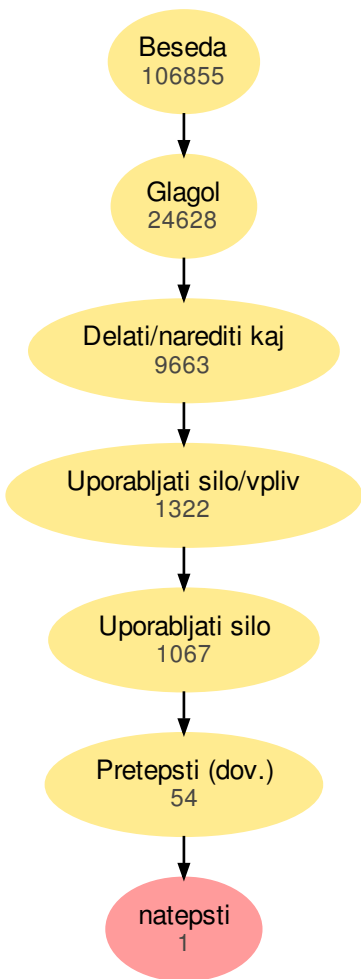 Beseda
106855
Glagol
24628
Delati/narediti kaj
9663
Uporabljati silo/vpliv
1322
Uporabljati silo
1067
Pretepsti (dov.)
54
natepsti
1